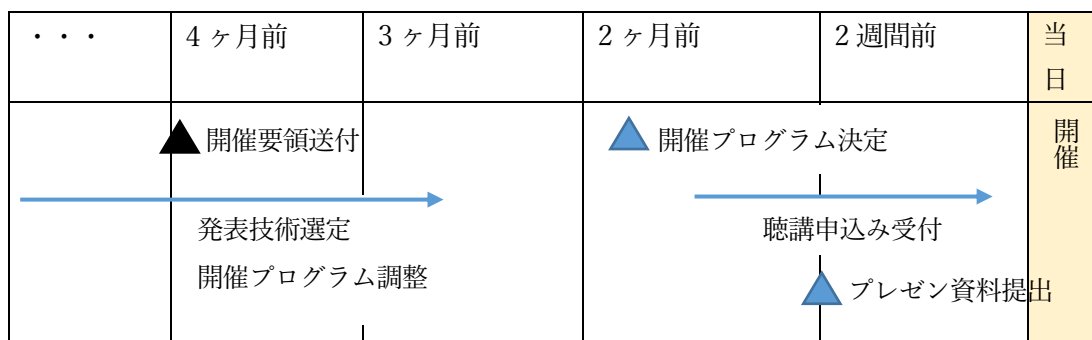 ・・・
4ヶ月前
3ヶ月前
2ヶ月前
2週間前
当
日
開催要領送付
開催プログラム決定
開催
発表技術選定
聴講申込み受付
開催プログラム調整
プレゼン資料提出